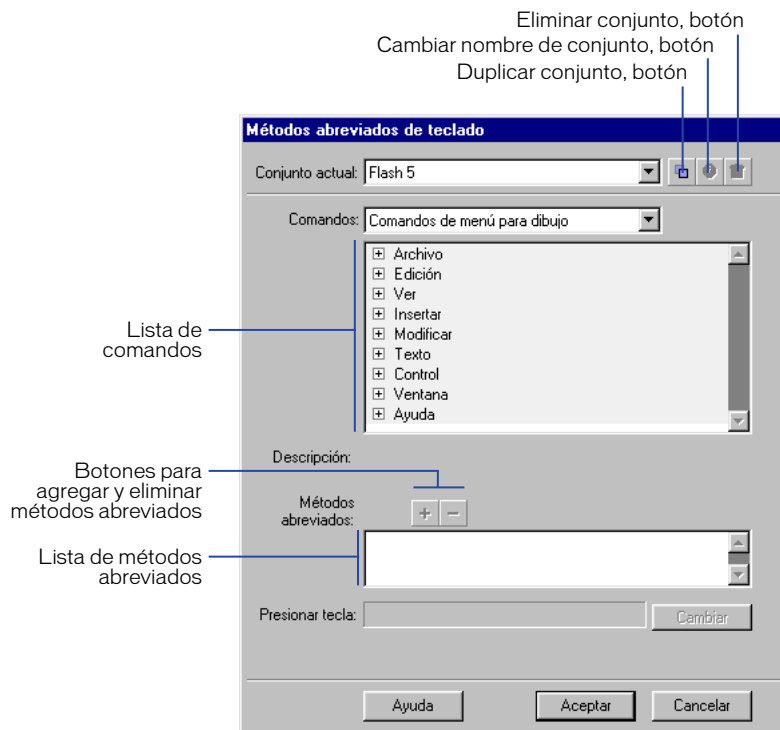 Eliminar conjunto, botón
Cambiar nombre de conjunto, botón
Duplicar conjunto, botón
Métodos abreviados de teclado
Conjunto actual: Flash 5
Comandos: Comandos de menú para dibujo
Archivo
Edición
Ver
Insertar
Modificar
Texto
Control
Ventana
Ayuda
Lista de
comandos
Descripción:
Botones para
agregar y eliminar
métodos abreviados
Métodos
abreviados:
Lista de métodos
abreviados
Presionar tecla:
Cambiar
Ayuda
Aceptar
Cancelar